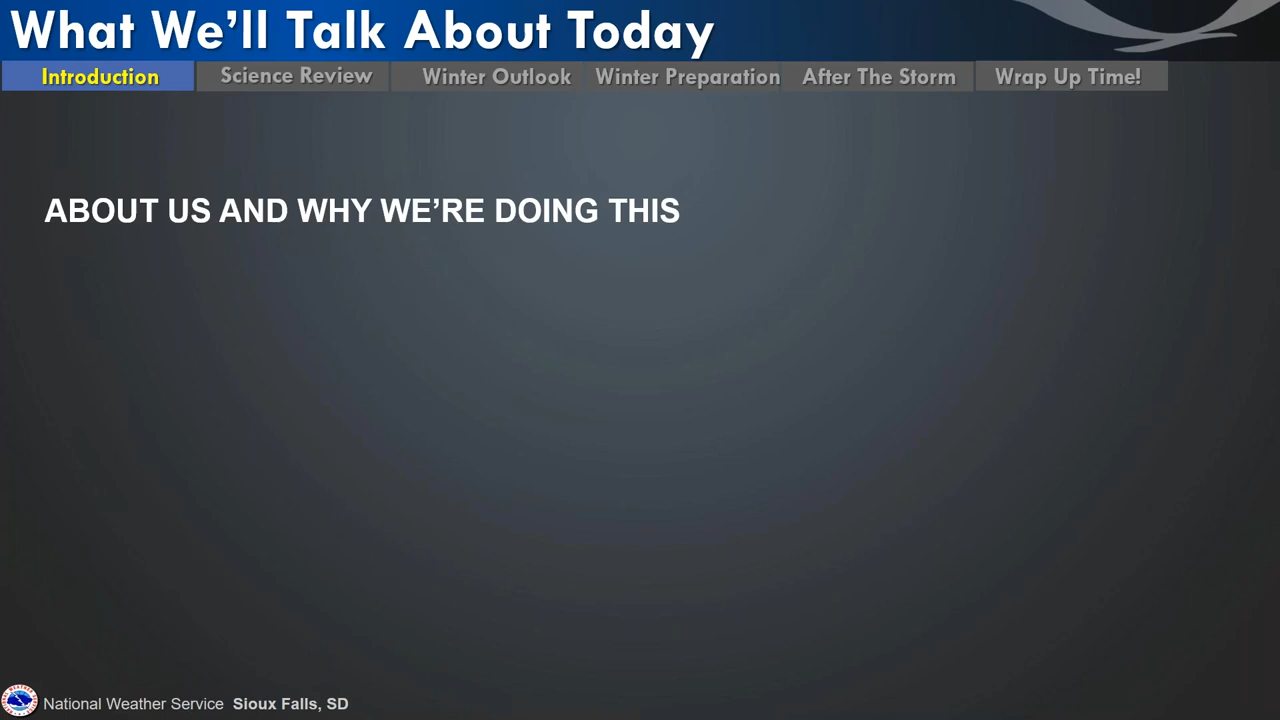 What We’ll Talk About Today
Introduction Science Review Winter Outlook Winter Preparation After The Storm Wrap Up Time!
ABOUT US AND WHY WE’RE DOING THIS
National Weather Service Sioux Falls, SD